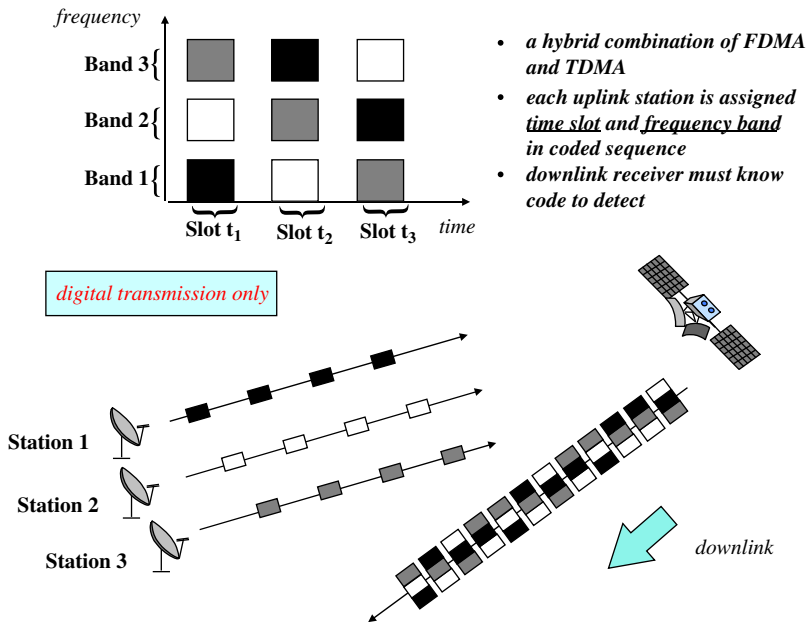 frequency
Band 3
Band 2
Band 1
Slot t1
Slot t2
Slot t3
time
• a hybrid combination of FDMA
and TDMA
• each uplink station is assigned
time slot and frequency band
in coded sequence
• downlink receiver must know
code to detect
digital transmission only
Station 1
Station 2
Station 3
downlink